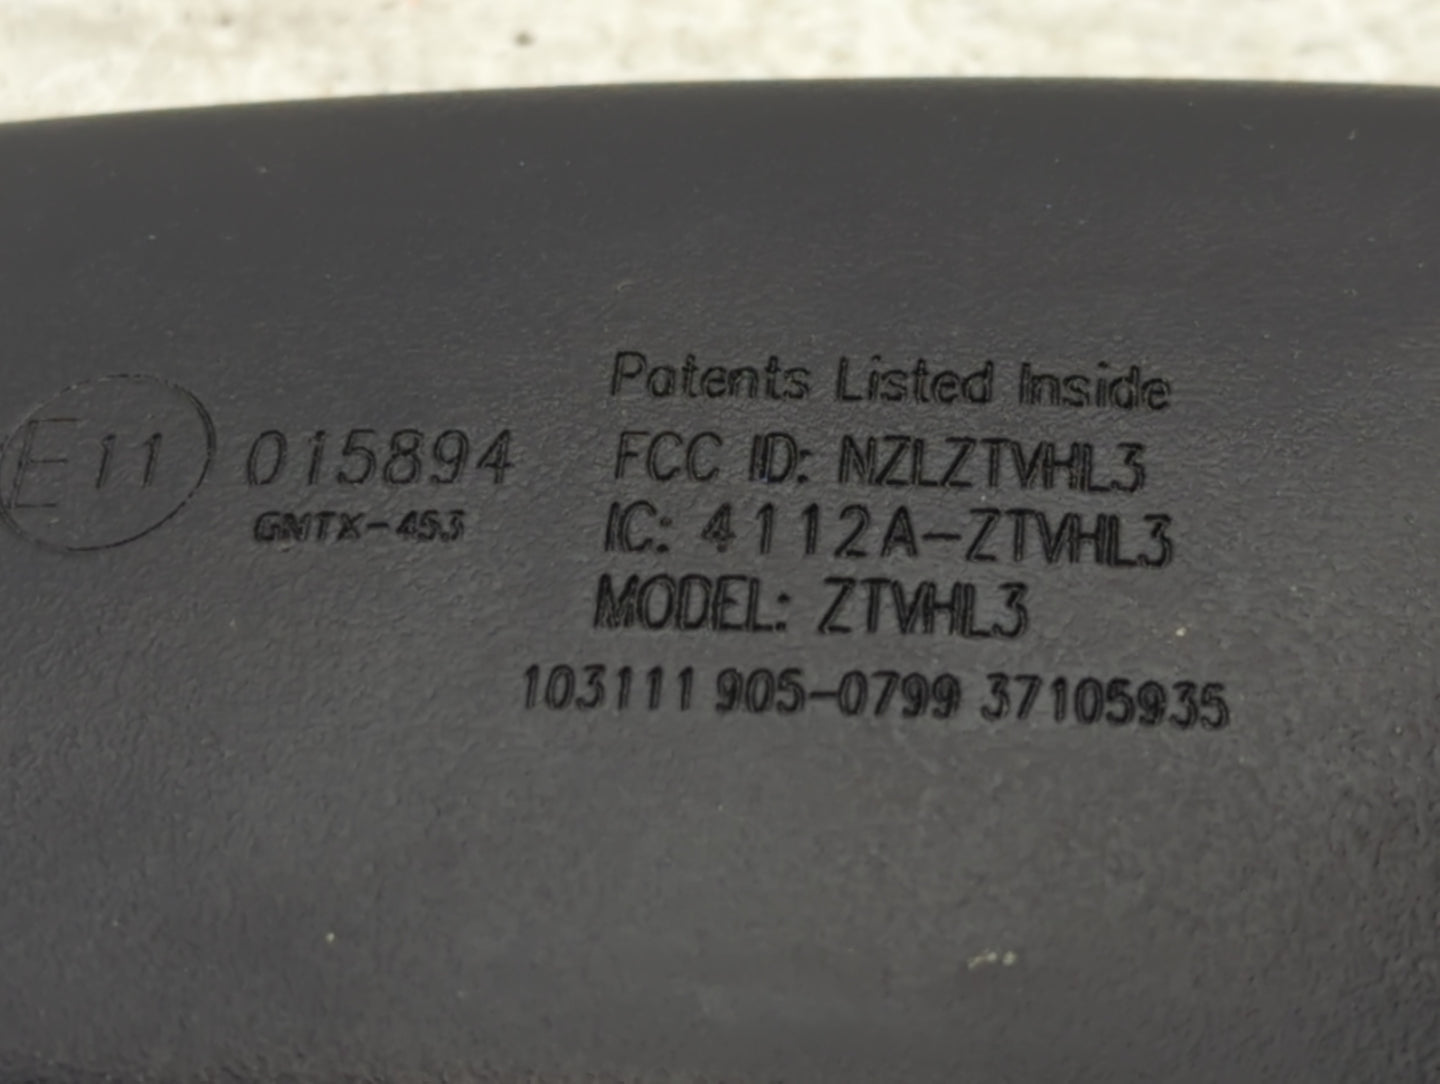 E11 015894
GNTX-453
Patents Listed Inside
FCC ID: NZLZTVHL3
IC: 4112A-ZTVHL3
MODEL: ZTVHL3
103111 905-0799 37105935